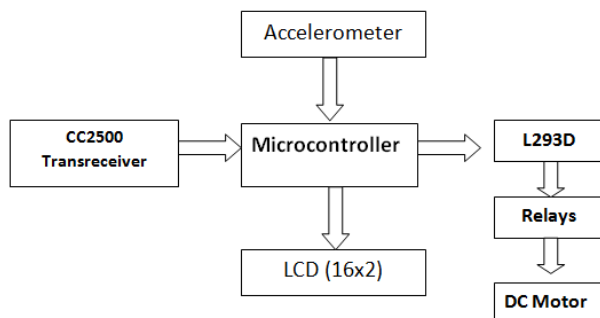 Accelerometer
CC2500
Transreceiver
Microcontroller
L293D
Relays
LCD (16x2)
DC Motor